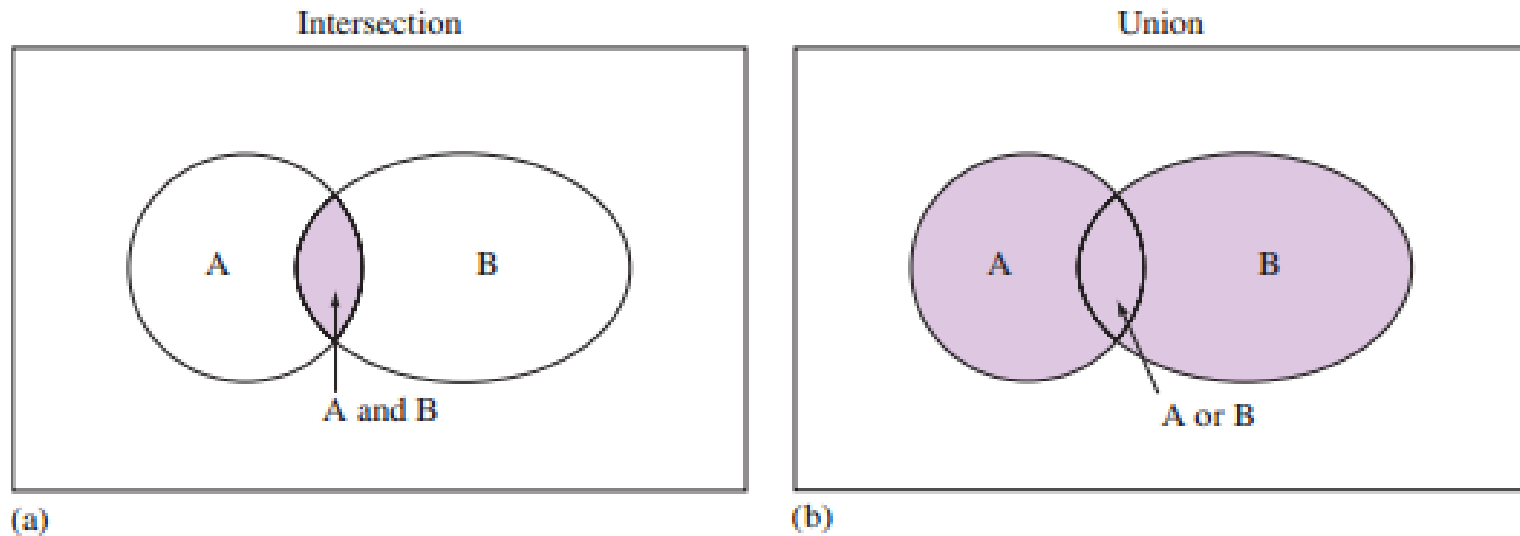 Intersection
A
B
A and B
(a)
Union
A
B
A or B
(b)